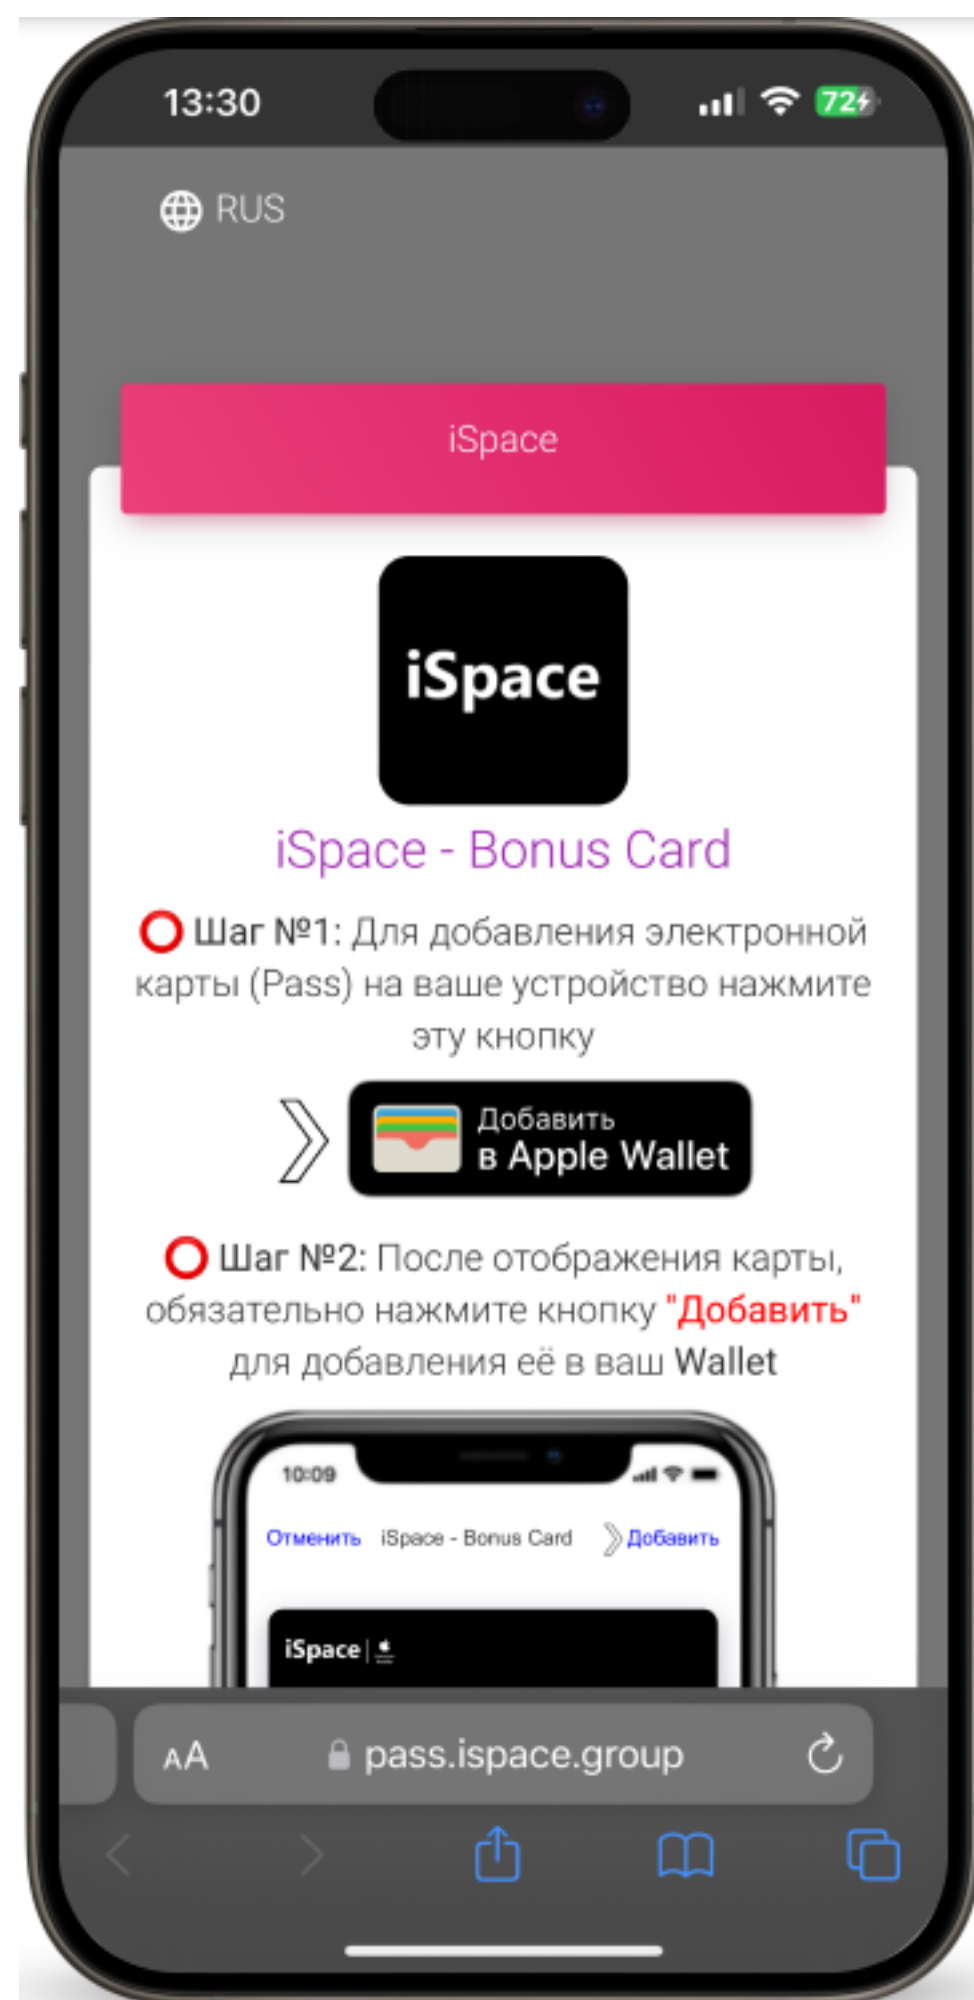 13:30
72
RUS
iSpace
iSpace
iSpace - Bonus Card
Шаг №1: Для добавления электронной
карты (Pass) на ваше устройство нажмите
эту кнопку
Добавить
в Apple Wallet
Шаг №2: После отображения карты,
обязательно нажмите кнопку "Добавить"
для добавления её в ваш Wallet
10:09
Отменить iSpace - Bonus Card Добавить
iSpace
AA pass.ispace.group